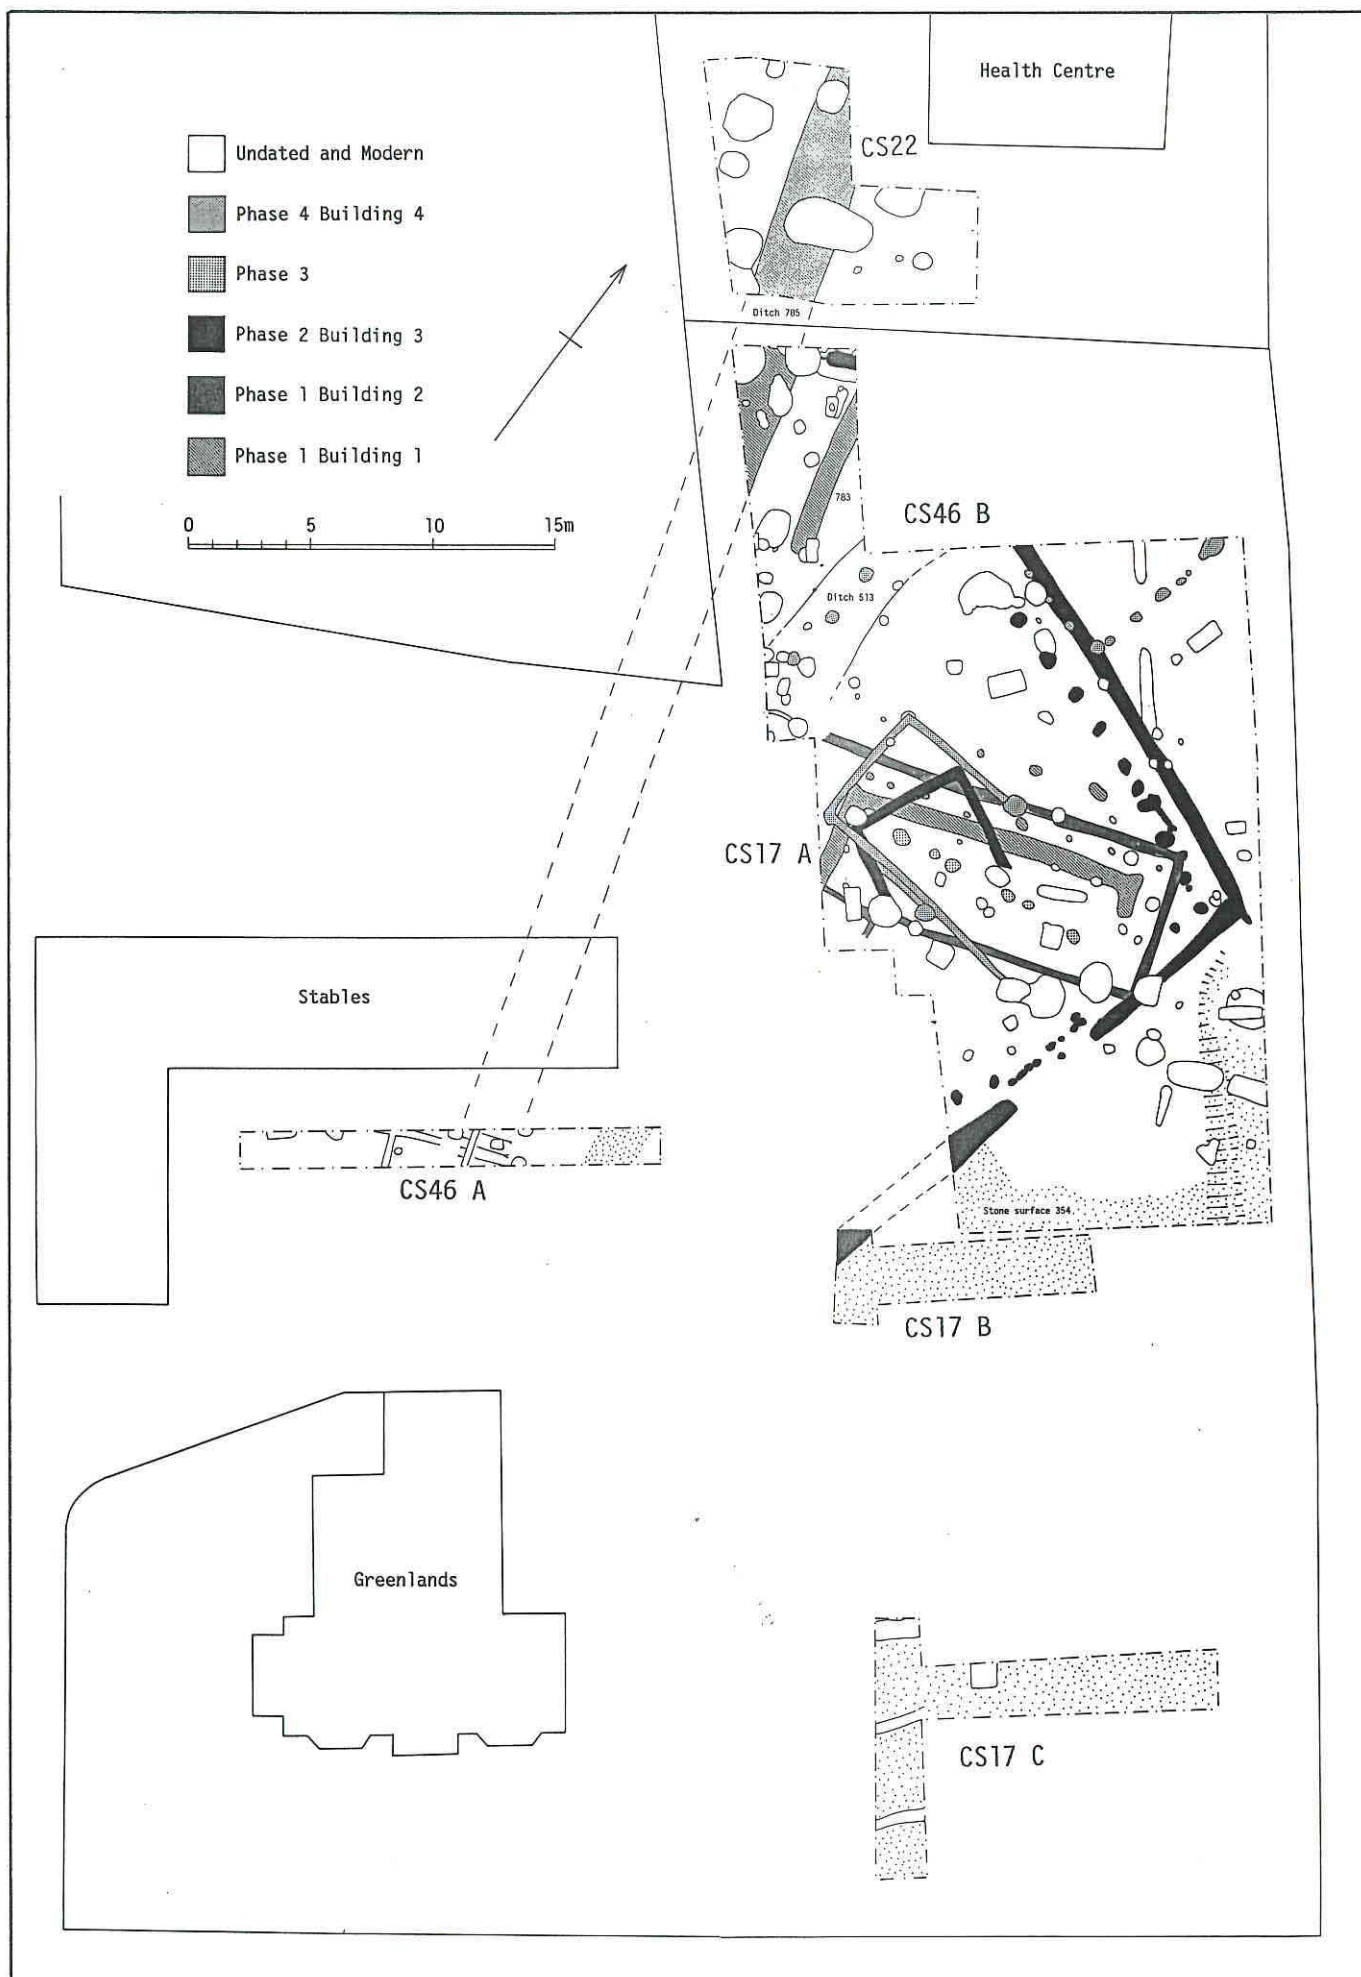 Health Centre
CS22
Undated and Modern
Phase 4 Building 4
Phase 3
Phase 2 Building 3
Phase 1 Building 2
Phase 1 Building 1
Ditch 705
0 5 10 15m
783
CS46 B
Ditch 513
CS17 A
Stables
CS46 A
Stone surface 354
CS17 B
Greenlands
CS17 C